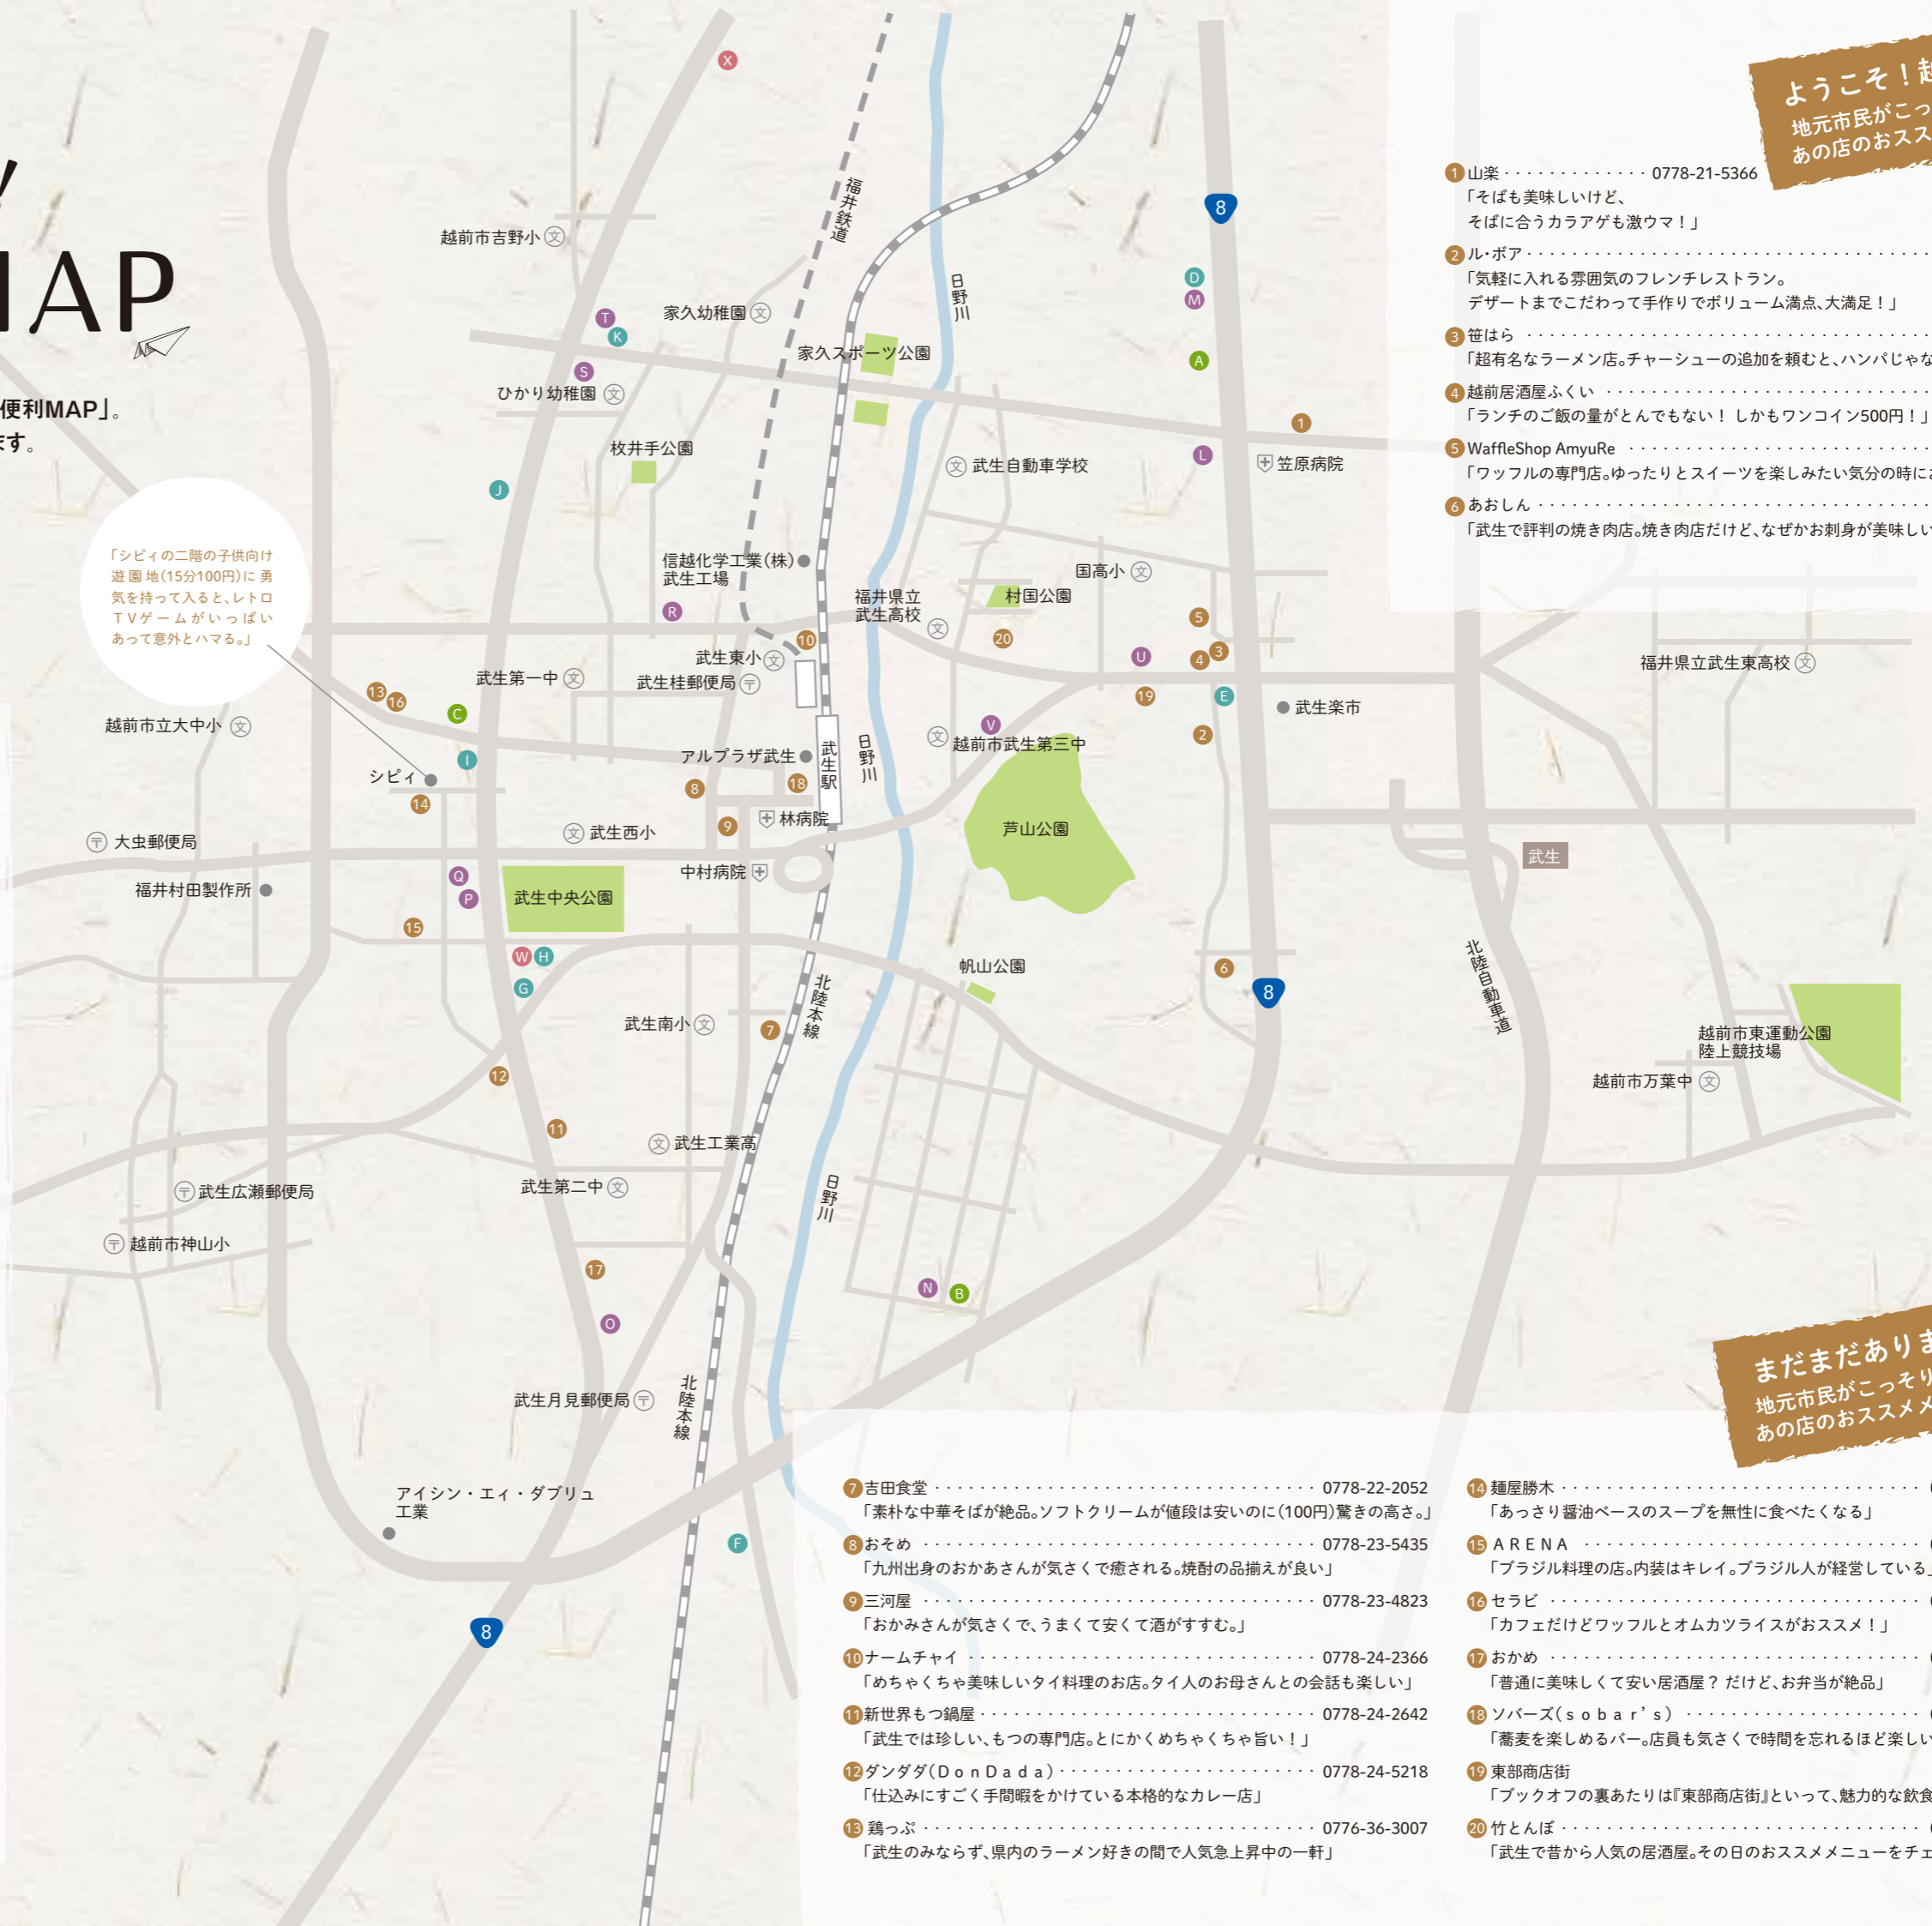 MAP
便利MAP」。
ます。
「シピィの二階の子供向け
遊園地(15分100円)に勇
気を持って入ると、レトロ
TVゲームがいっぱい
あって意外とハマる。」
X
福井鉄道
日野川
8
越前市吉野小 文
家久幼稚園 文
T
K
S
D
M
A
家久スポーツ公園
ひかり幼稚園 文
枚井手公園
J
1
L
文 武生自動車学校
笠原病院
信越化学工業(株)
武生工場
R
国高小 文
村国公園
福井県立
武生高校
文
20
5
10
武生東小 文
武生桂郵便局 〒
武生第一中 文
U
4
3
19
E
武生楽市
福井県立武生東高校 文
13
16
C
越前市立大中小 文
V
文 越前市武生第三中
2
I
アルプラザ武生
武生駅
日野川
シピィ
14
8
18
文 武生西小
9
林病院
芦山公園
〒 大虫郵便局
中村病院
武生
福井村田製作所
Q
P
武生中央公園
15
W
H
G
帆山公園
6
8
北陸自動車道
北陸本線
武生南小 文
7
越前市東運動公園
陸上競技場
越前市万葉中 文
12
11
文 武生工業高
武生第二中 文
〒 武生広瀬郵便局
日野川
〒 越前市神山小
17
N
B
O
武生月見郵便局 〒
北陸本線
アイシン・エィ・ダブリュ
工業
F
8
ようこそ!越
地元市民がこっ
あの店のおスス
1 山楽 ············· 0778-21-5366
「そばも美味しいけど、
そばに合うカラアゲも激ウマ!」
2 ル・ボア ·····································
「気軽に入れる雰囲気のフレンチレストラン。
デザートまでこだわって手作りでボリューム満点、大満足!」
3 笹はら ·····································
「超有名なラーメン店。チャーシューの追加を頼むと、ハンパじゃな
4 越前居酒屋ふくい ······························
「ランチのご飯の量がとんでもない! しかもワンコイン500円!」
5 WaffleShop AmyuRe ····························
「ワッフルの専門店。ゆったりとスイーツを楽しみたい気分の時に
6 あおしん ····································
「武生で評判の焼き肉店。焼き肉店だけど、なぜかお刺身が美味しい
まだまだありま
地元市民がこっそり
あの店のおススメメ
7 吉田食堂 ·································· 0778-22-2052
「素朴な中華そばが絶品。ソフトクリームが値段は安いのに(100円)驚きの高さ。」
8 おそめ ··································· 0778-23-5435
「九州出身のおかあさんが気さくで癒される。焼酎の品揃えが良い」
9 三河屋 ··································· 0778-23-4823
「おかみさんが気さくで、うまくて安くて酒がすすむ。」
10 ナームチャイ ······························· 0778-24-2366
「めちゃくちゃ美味しいタイ料理のお店。タイ人のお母さんとの会話も楽しい」
11 新世界もつ鍋屋 ······························ 0778-24-2642
「武生では珍しい、もつの専門店。とにかくめちゃくちゃ旨い!」
12 ダンダダ(DonDada) ······················· 0778-24-5218
「仕込みにすごく手間暇をかけている本格的なカレー店」
13 鶏っぷ ··································· 0776-36-3007
「武生のみならず、県内のラーメン好きの間で人気急上昇中の一軒」
14 麺屋勝木 ································
「あっさり醤油ベースのスープを無性に食べたくなる」
15 ARENA ······························
「ブラジル料理の店。内装はキレイ。ブラジル人が経営している」
16 セラビ ·································
「カフェだけどワッフルとオムカツライスがおススメ!」
17 おかめ ··································
「普通に美味しくて安い居酒屋? だけど、お弁当が絶品」
18 ソバーズ(sobar's) ·····················
「蕎麦を楽しめるバー。店員も気さくで時間を忘れるほど楽しい
19 東部商店街
「ブックオフの裏あたりは『東部商店街』といって、魅力的な飲食
20 竹とんぼ ································
「武生で昔から人気の居酒屋。その日のおススメメニューをチェ